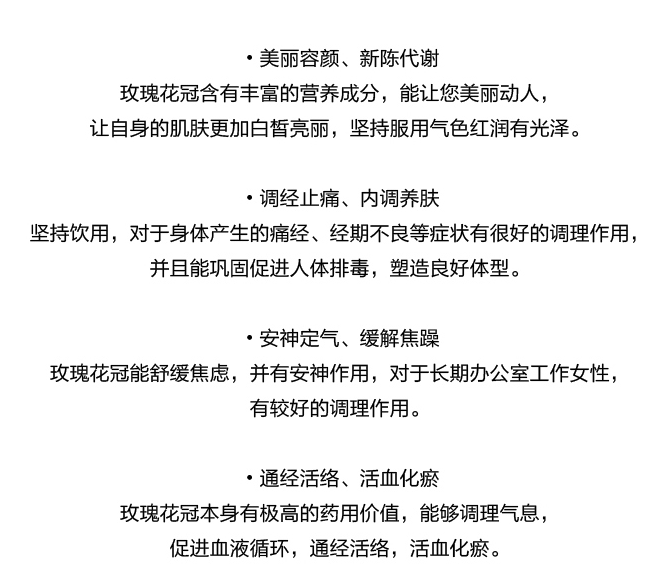 •美丽容颜、新陈代谢
玫瑰花冠含有丰富的营养成分，能让您美丽动人，
让自身的肌肤更加白皙亮丽，坚持服用气色红润有光泽。
•调经止痛、内调养肤
坚持饮用，对于身体产生的痛经、经期不良等症状有很好的调理作用，
并且能巩固促进人体排毒，塑造良好体型。
•安神定气、缓解焦躁
玫瑰花冠能舒缓焦虑，并有安神作用，对于长期办公室工作女性，
有较好的调理作用。
•通经活络、活血化瘀
玫瑰花冠本身有极高的药用价值，能够调理气息，
促进血液循环，通经活络，活血化瘀。